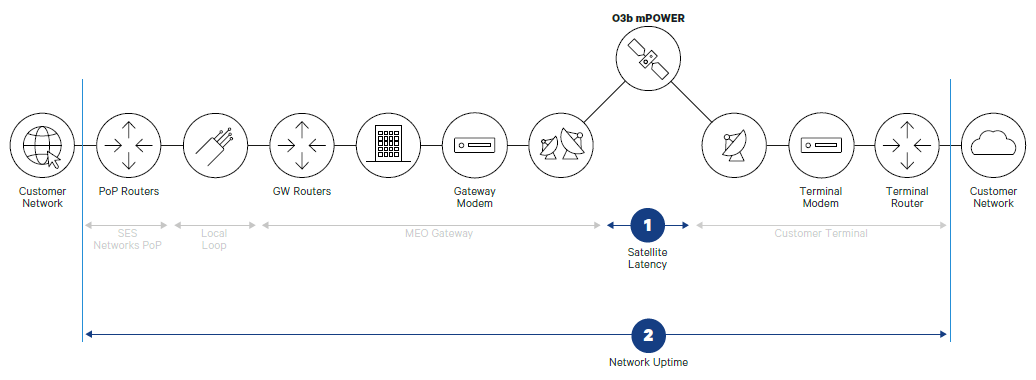 O3b mPOWER
Customer
Network
PoP Routers
GW Routers
Gateway
Modem
Terminal
Modem
Terminal
Router
Customer
Network
SES
Networks PoP
Local
Loop
MEO Gateway
1
Satellite
Latency
Customer Terminal
2
Network Uptime